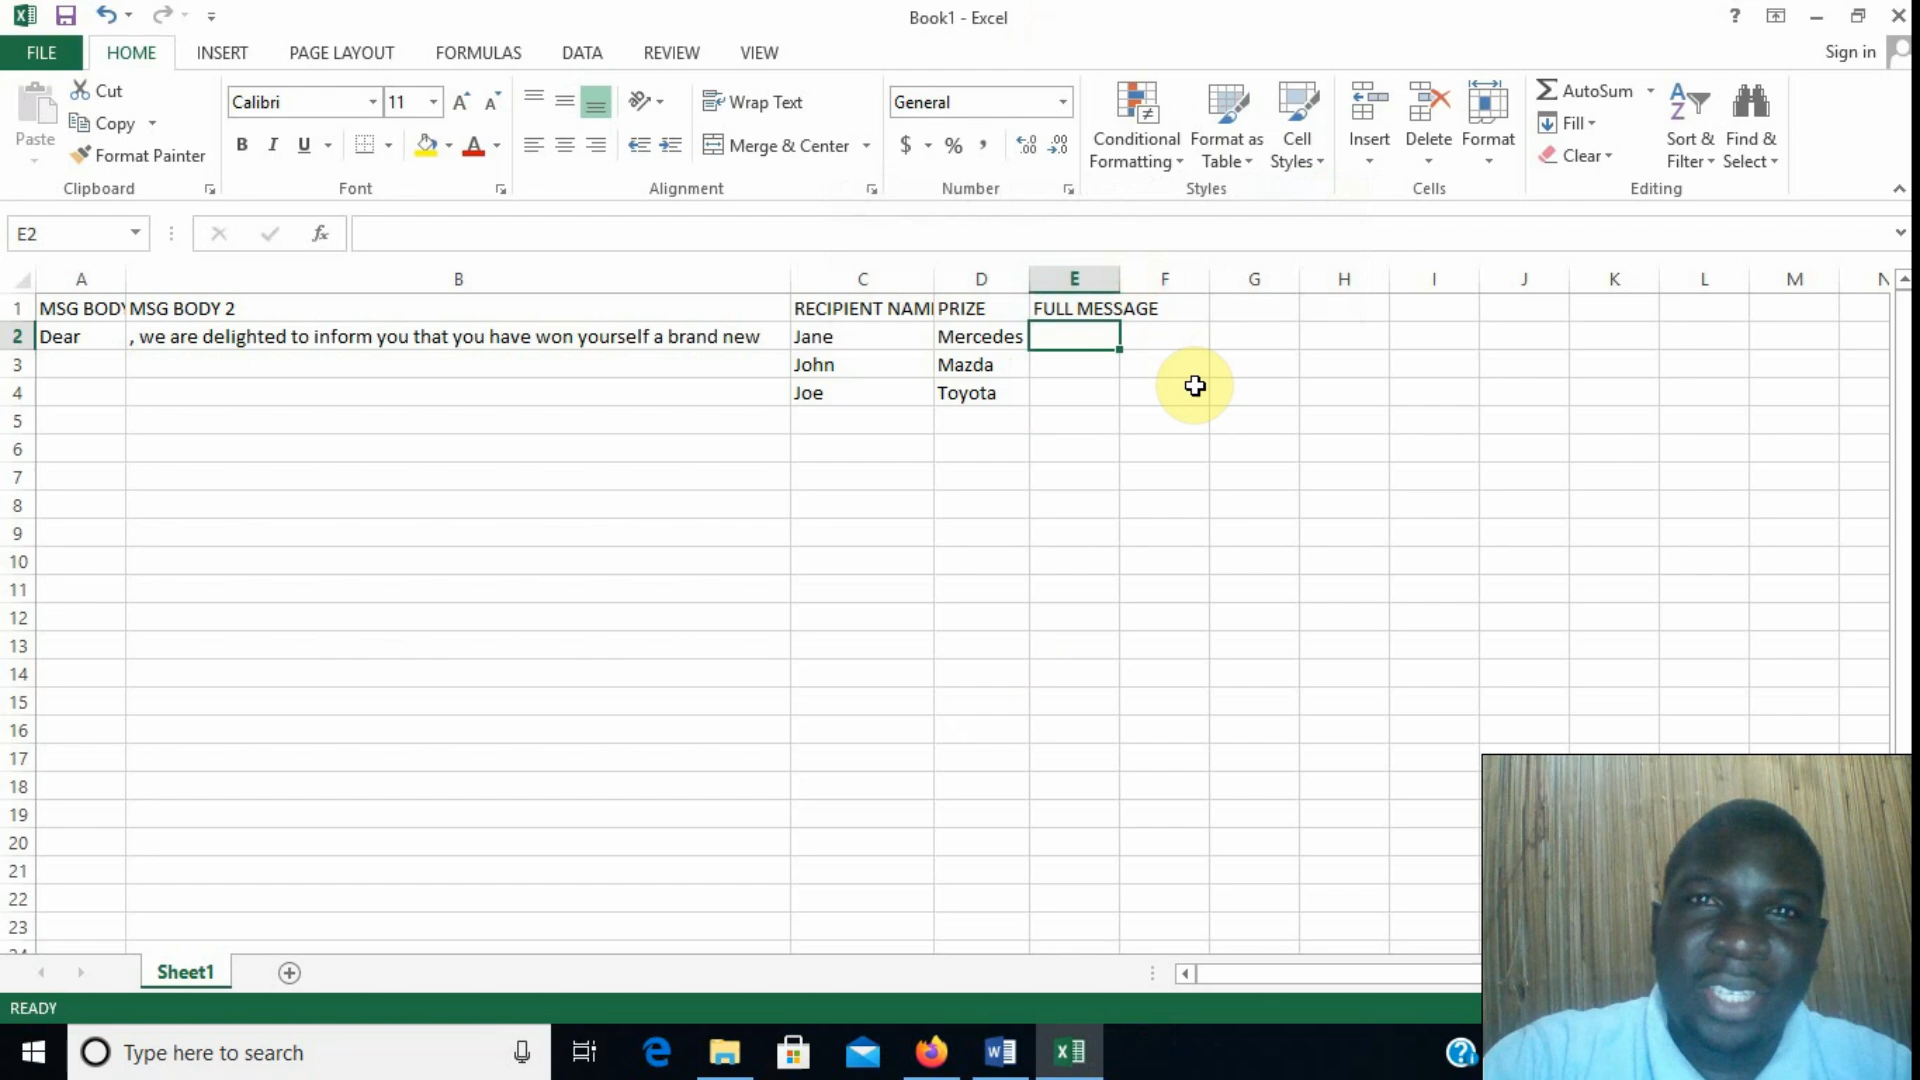 Book1 - Excel
?
FILE HOME INSERT PAGE LAYOUT FORMULAS DATA REVIEW VIEW Sign in
Paste Cut Copy Format Painter
Calibri 11 A A
B I U A
Wrap Text
Merge & Center
General
$ % , .0 .00 .00 .0
Conditional Formatting Format as Table Cell Styles
Insert Delete Format
AutoSum Fill Clear
Sort & Filter Find & Select
Clipboard Font Alignment Number Styles Cells Editing
E2 fx
A B C D E F G H I J K L M N
1 MSG BODY MSG BODY 2 RECIPIENT NAM PRIZE FULL MESSAGE
2 Dear , we are delighted to inform you that you have won yourself a brand new Jane Mercedes
3 John Mazda
4 Joe Toyota
5
6
7
8
9
10
11
12
13
14
15
16
17
18
19
20
21
22
23
Sheet1
READY
Type here to search